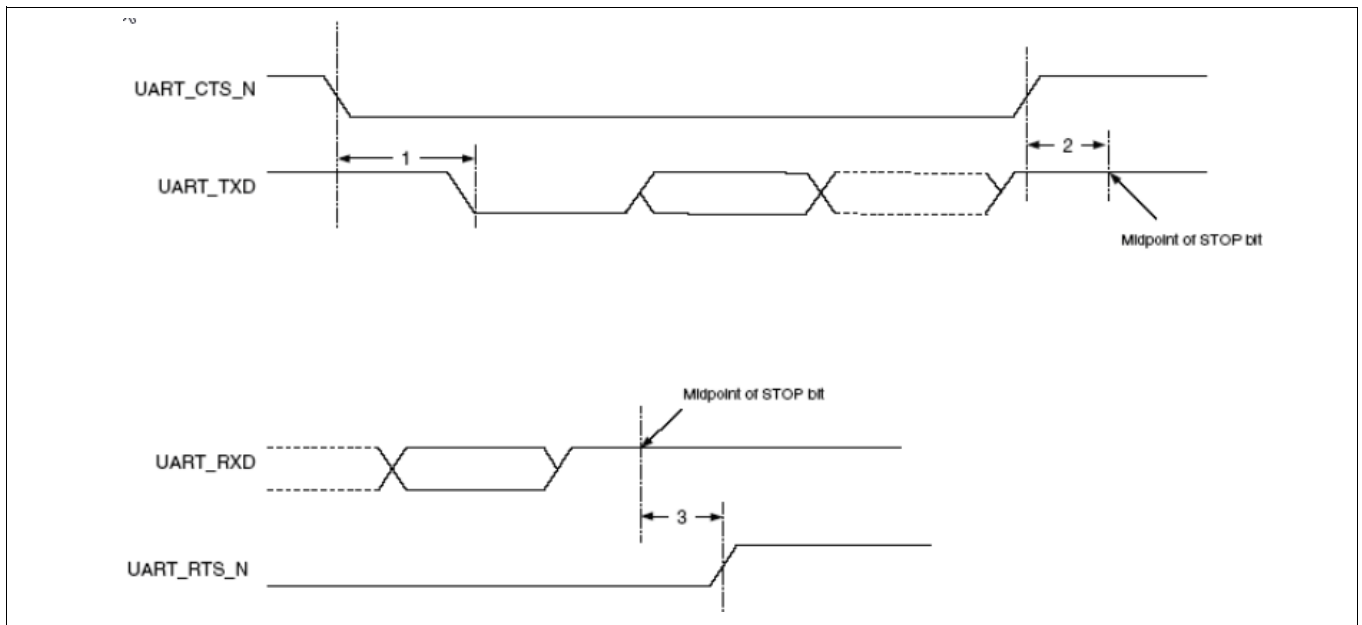 UART_CTS_N
1
2
UART_TXD
Midpoint of STOP bit
Midpoint of STOP bit
UART_RXD
3
UART_RTS_N